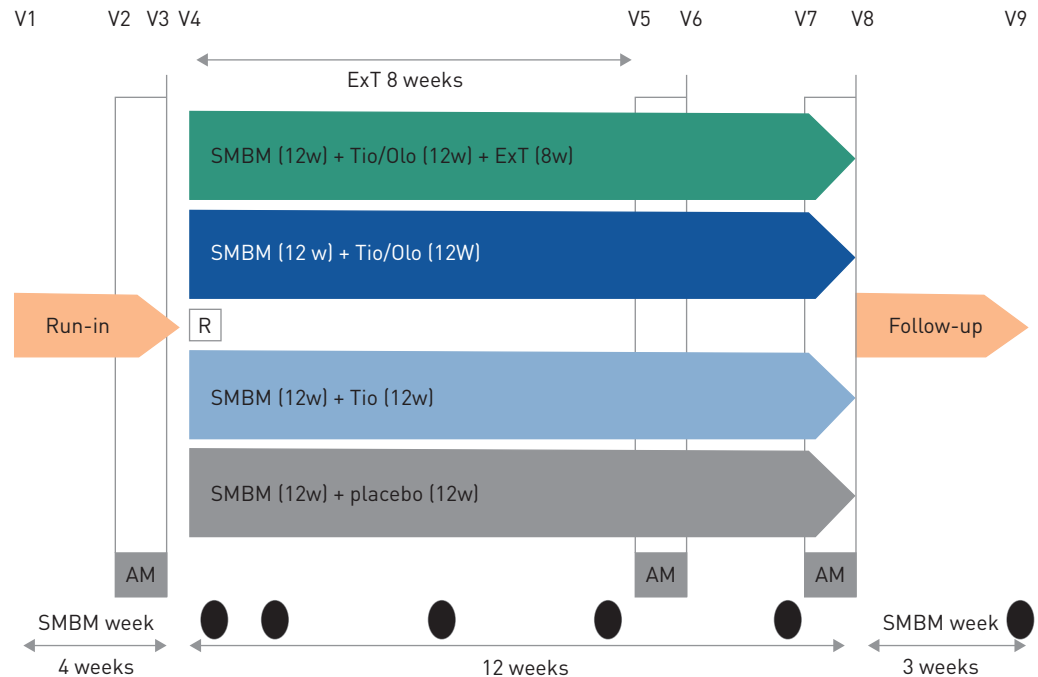 V1 V2 V3 V4 V5 V6 V7 V8 V9
ExT 8 weeks
SMBM (12w) + Tio/Olo (12w) + ExT (8w)
SMBM (12 w) + Tio/Olo (12W)
Run-in
R
Follow-up
SMBM (12w) + Tio (12w)
SMBM (12w) + placebo (12w)
AM AM AM
SMBM week SMBM week
4 weeks 12 weeks 3 weeks